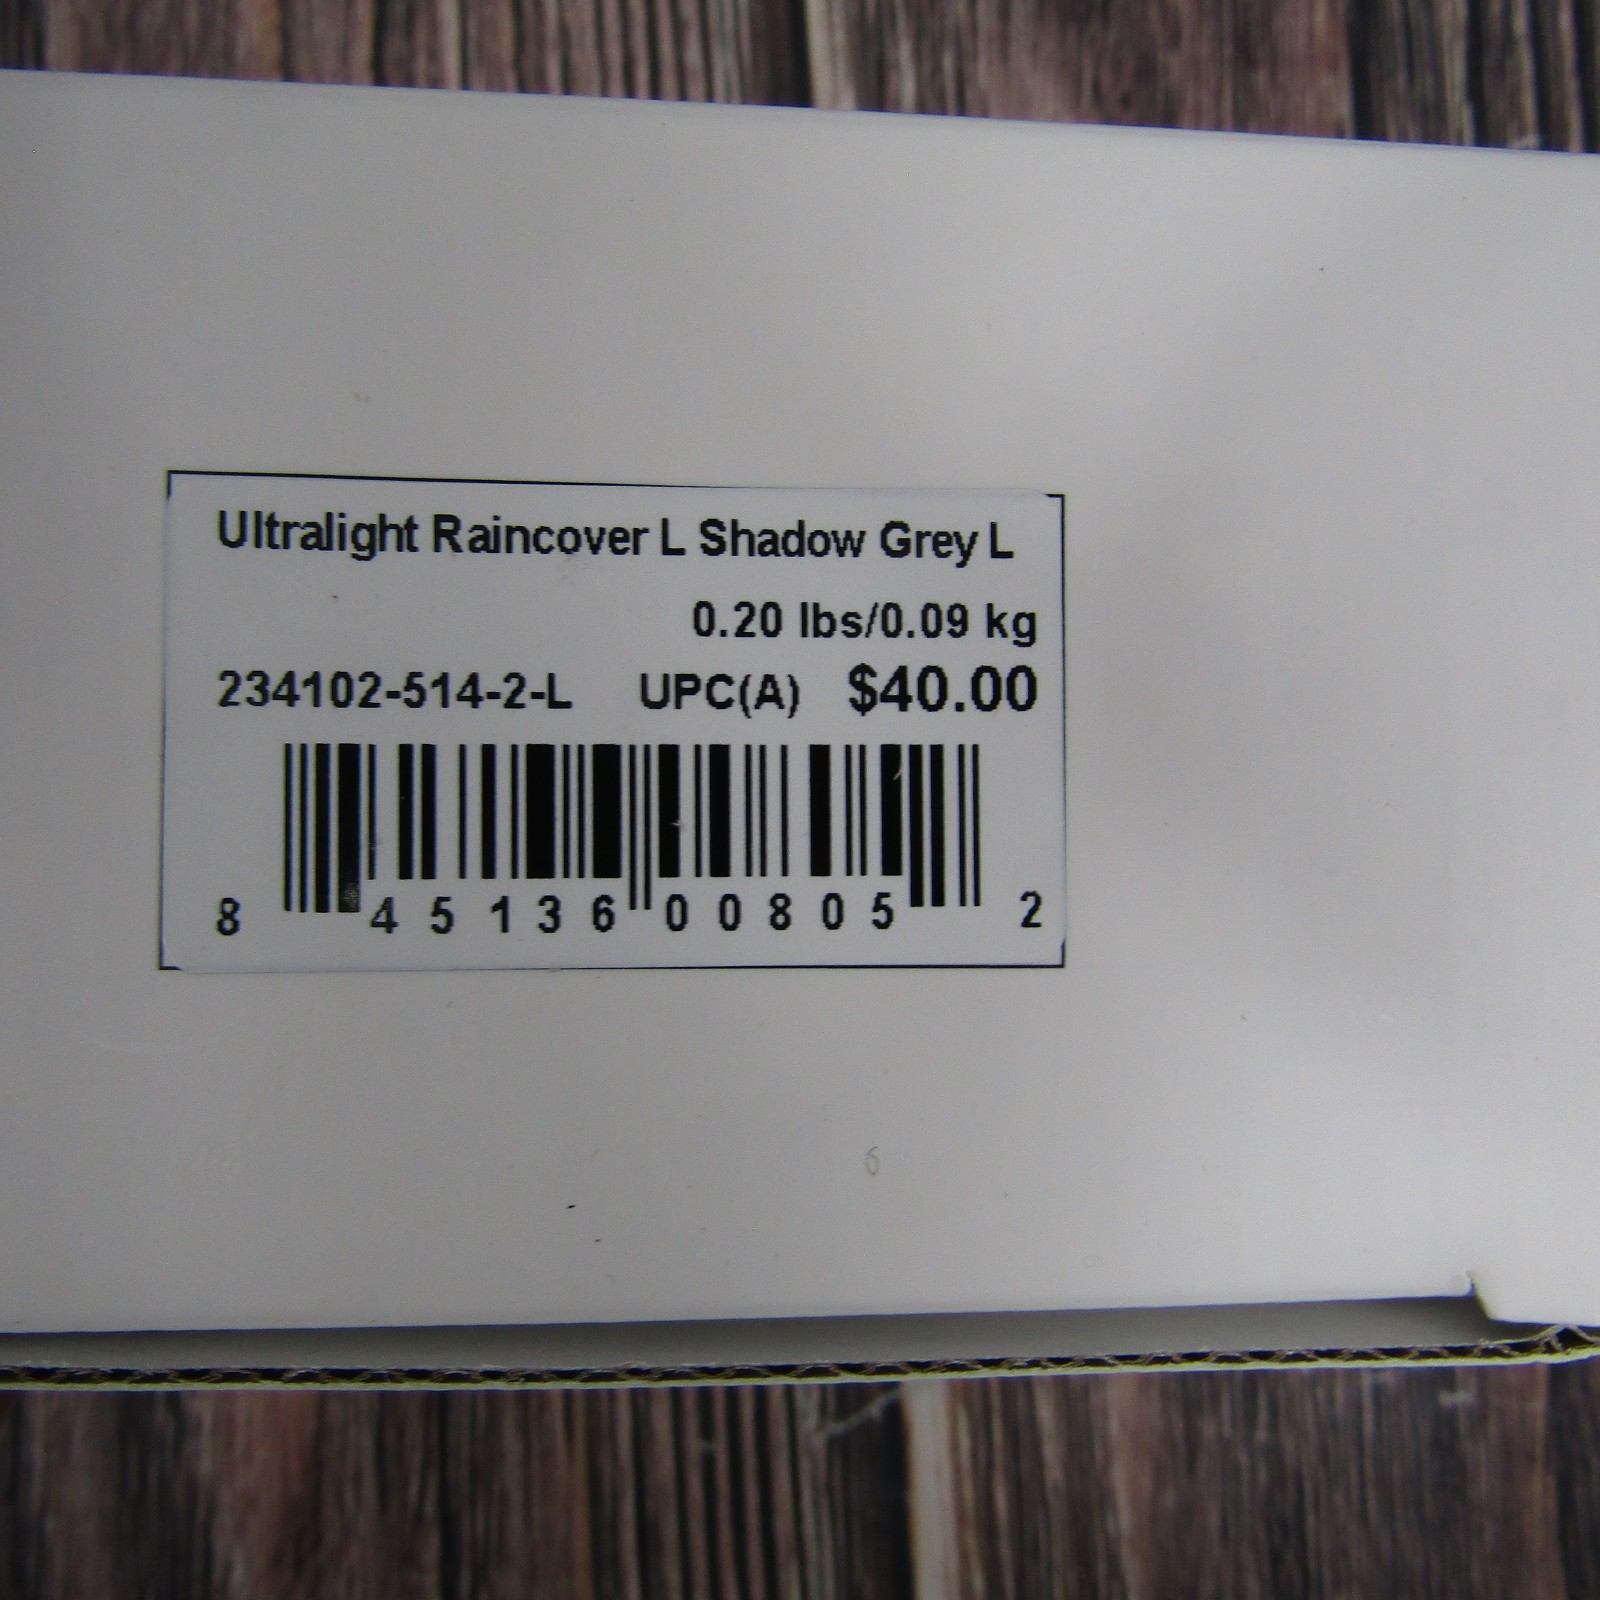 Ultralight Raincover L Shadow Grey L
0.20 lbs/0.09 kg
234102-514-2-L UPC(A) $40.00
8 45136 00805 2